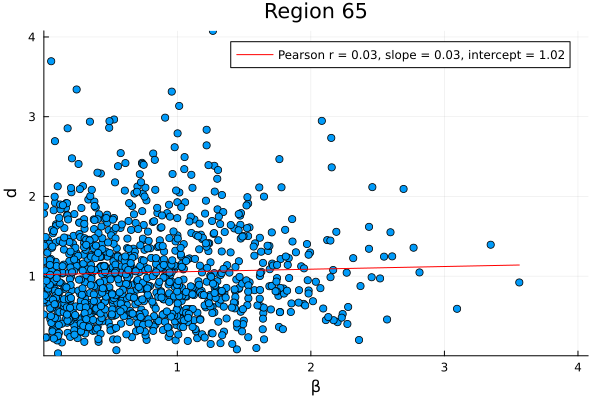 Region 65
Pearson r = 0.03, slope = 0.03, intercept = 1.02
4
3
2
1
d
1
2
3
4
β